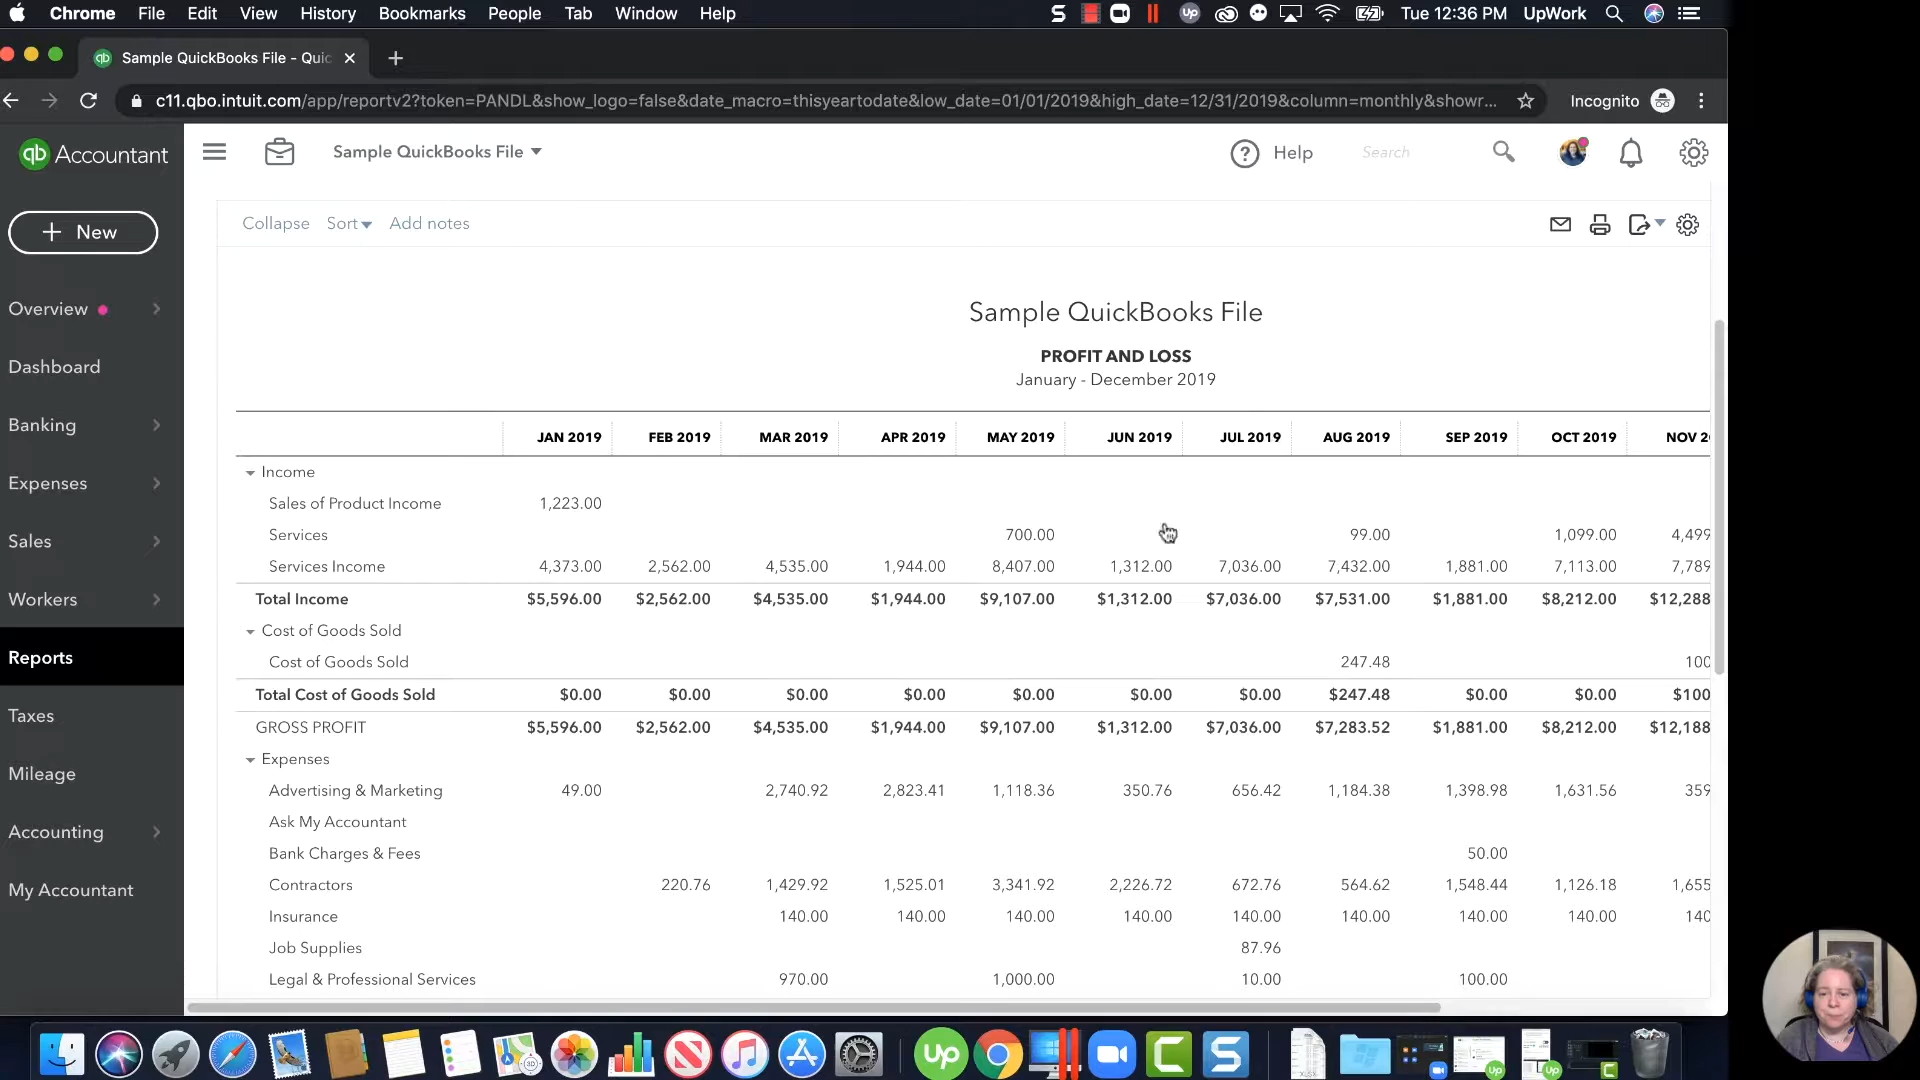 Chrome File Edit View History Bookmarks People Tab Window Help Tue 12:36 PM UpWork
Sample QuickBooks File - Quic
c11.qbo.intuit.com/app/reportv2?token=PANDL&show_logo=false&date_macro=thisyeartodate&low_date=01/01/2019&high_date=12/31/2019&column=monthly&showr... Incognito
qb Accountant
Sample QuickBooks File Help Search
+ New
Overview
Dashboard
Banking
Expenses
Sales
Workers
Reports
Taxes
Mileage
Accounting
My Accountant
Collapse Sort Add notes
Sample QuickBooks File
PROFIT AND LOSS
January - December 2019
JAN 2019 FEB 2019 MAR 2019 APR 2019 MAY 2019 JUN 2019 JUL 2019 AUG 2019 SEP 2019 OCT 2019 NOV 2
Income
Sales of Product Income 1,223.00
Services 700.00 99.00 1,099.00 4,499
Services Income 4,373.00 2,562.00 4,535.00 1,944.00 8,407.00 1,312.00 7,036.00 7,432.00 1,881.00 7,113.00 7,789
Total Income $5,596.00 $2,562.00 $4,535.00 $1,944.00 $9,107.00 $1,312.00 $7,036.00 $7,531.00 $1,881.00 $8,212.00 $12,288
Cost of Goods Sold
Cost of Goods Sold 247.48 100
Total Cost of Goods Sold $0.00 $0.00 $0.00 $0.00 $0.00 $0.00 $0.00 $247.48 $0.00 $0.00 $100
GROSS PROFIT $5,596.00 $2,562.00 $4,535.00 $1,944.00 $9,107.00 $1,312.00 $7,036.00 $7,283.52 $1,881.00 $8,212.00 $12,188
Expenses
Advertising & Marketing 49.00 2,740.92 2,823.41 1,118.36 350.76 656.42 1,184.38 1,398.98 1,631.56 359
Ask My Accountant
Bank Charges & Fees 50.00
Contractors 220.76 1,429.92 1,525.01 3,341.92 2,226.72 672.76 564.62 1,548.44 1,126.18 1,655
Insurance 140.00 140.00 140.00 140.00 140.00 140.00 140.00 140.00 140
Job Supplies 87.96
Legal & Professional Services 970.00 1,000.00 10.00 100.00